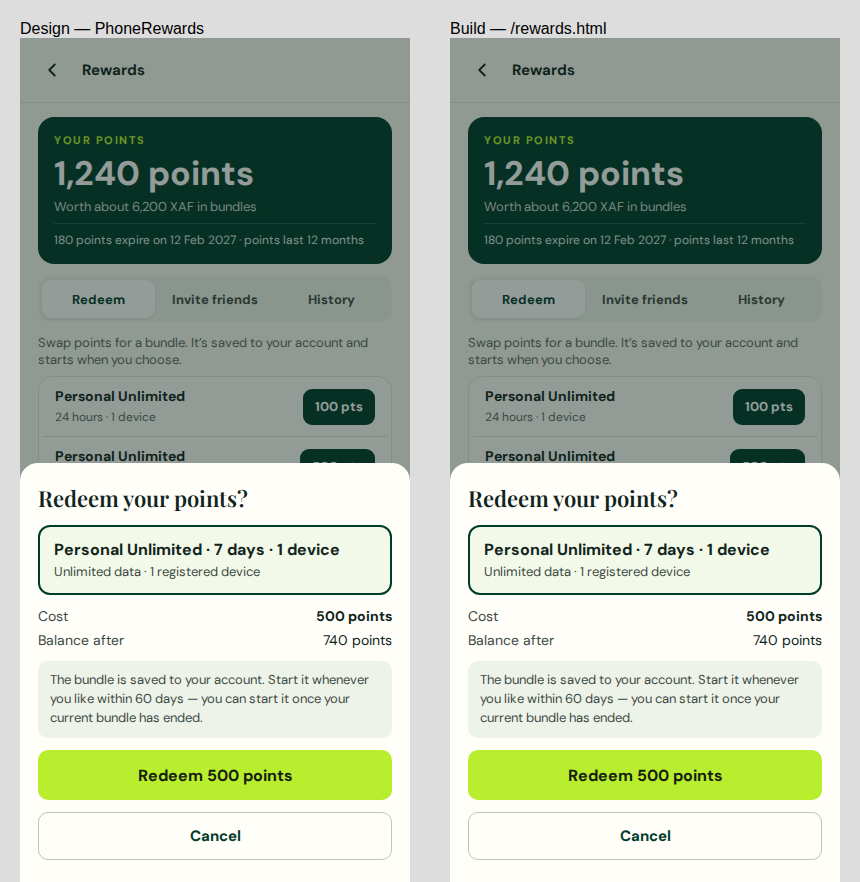 Design — PhoneRewards
Rewards
YOUR POINTS
1,240 points
Worth about 6,200 XAF in bundles
180 points expire on 12 Feb 2027 · points last 12 months
Redeem
Invite friends
History
Swap points for a bundle. It’s saved to your account and
starts when you choose.
Personal Unlimited
24 hours · 1 device
100 pts
Personal Unlimited
Redeem your points?
Personal Unlimited · 7 days · 1 device
Unlimited data · 1 registered device
Cost
500 points
Balance after
740 points
The bundle is saved to your account. Start it whenever
you like within 60 days — you can start it once your
current bundle has ended.
Redeem 500 points
Cancel
Build — /rewards.html
Rewards
YOUR POINTS
1,240 points
Worth about 6,200 XAF in bundles
180 points expire on 12 Feb 2027 · points last 12 months
Redeem
Invite friends
History
Swap points for a bundle. It’s saved to your account and
starts when you choose.
Personal Unlimited
24 hours · 1 device
100 pts
Personal Unlimited
Redeem your points?
Personal Unlimited · 7 days · 1 device
Unlimited data · 1 registered device
Cost
500 points
Balance after
740 points
The bundle is saved to your account. Start it whenever
you like within 60 days — you can start it once your
current bundle has ended.
Redeem 500 points
Cancel